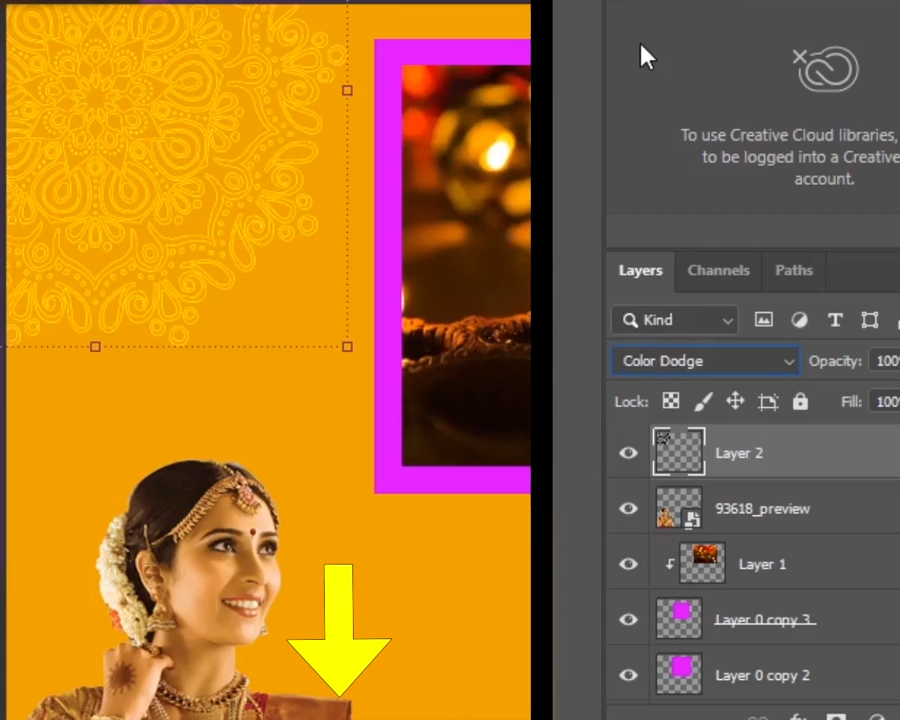 To use Creative Cloud libraries,
to be logged into a Creative
account.
Layers Channels Paths
Kind
Color Dodge Opacity: 100
Lock: Fill: 100
Layer 2
93618_preview
Layer 1
Layer 0 copy 3
Layer 0 copy 2